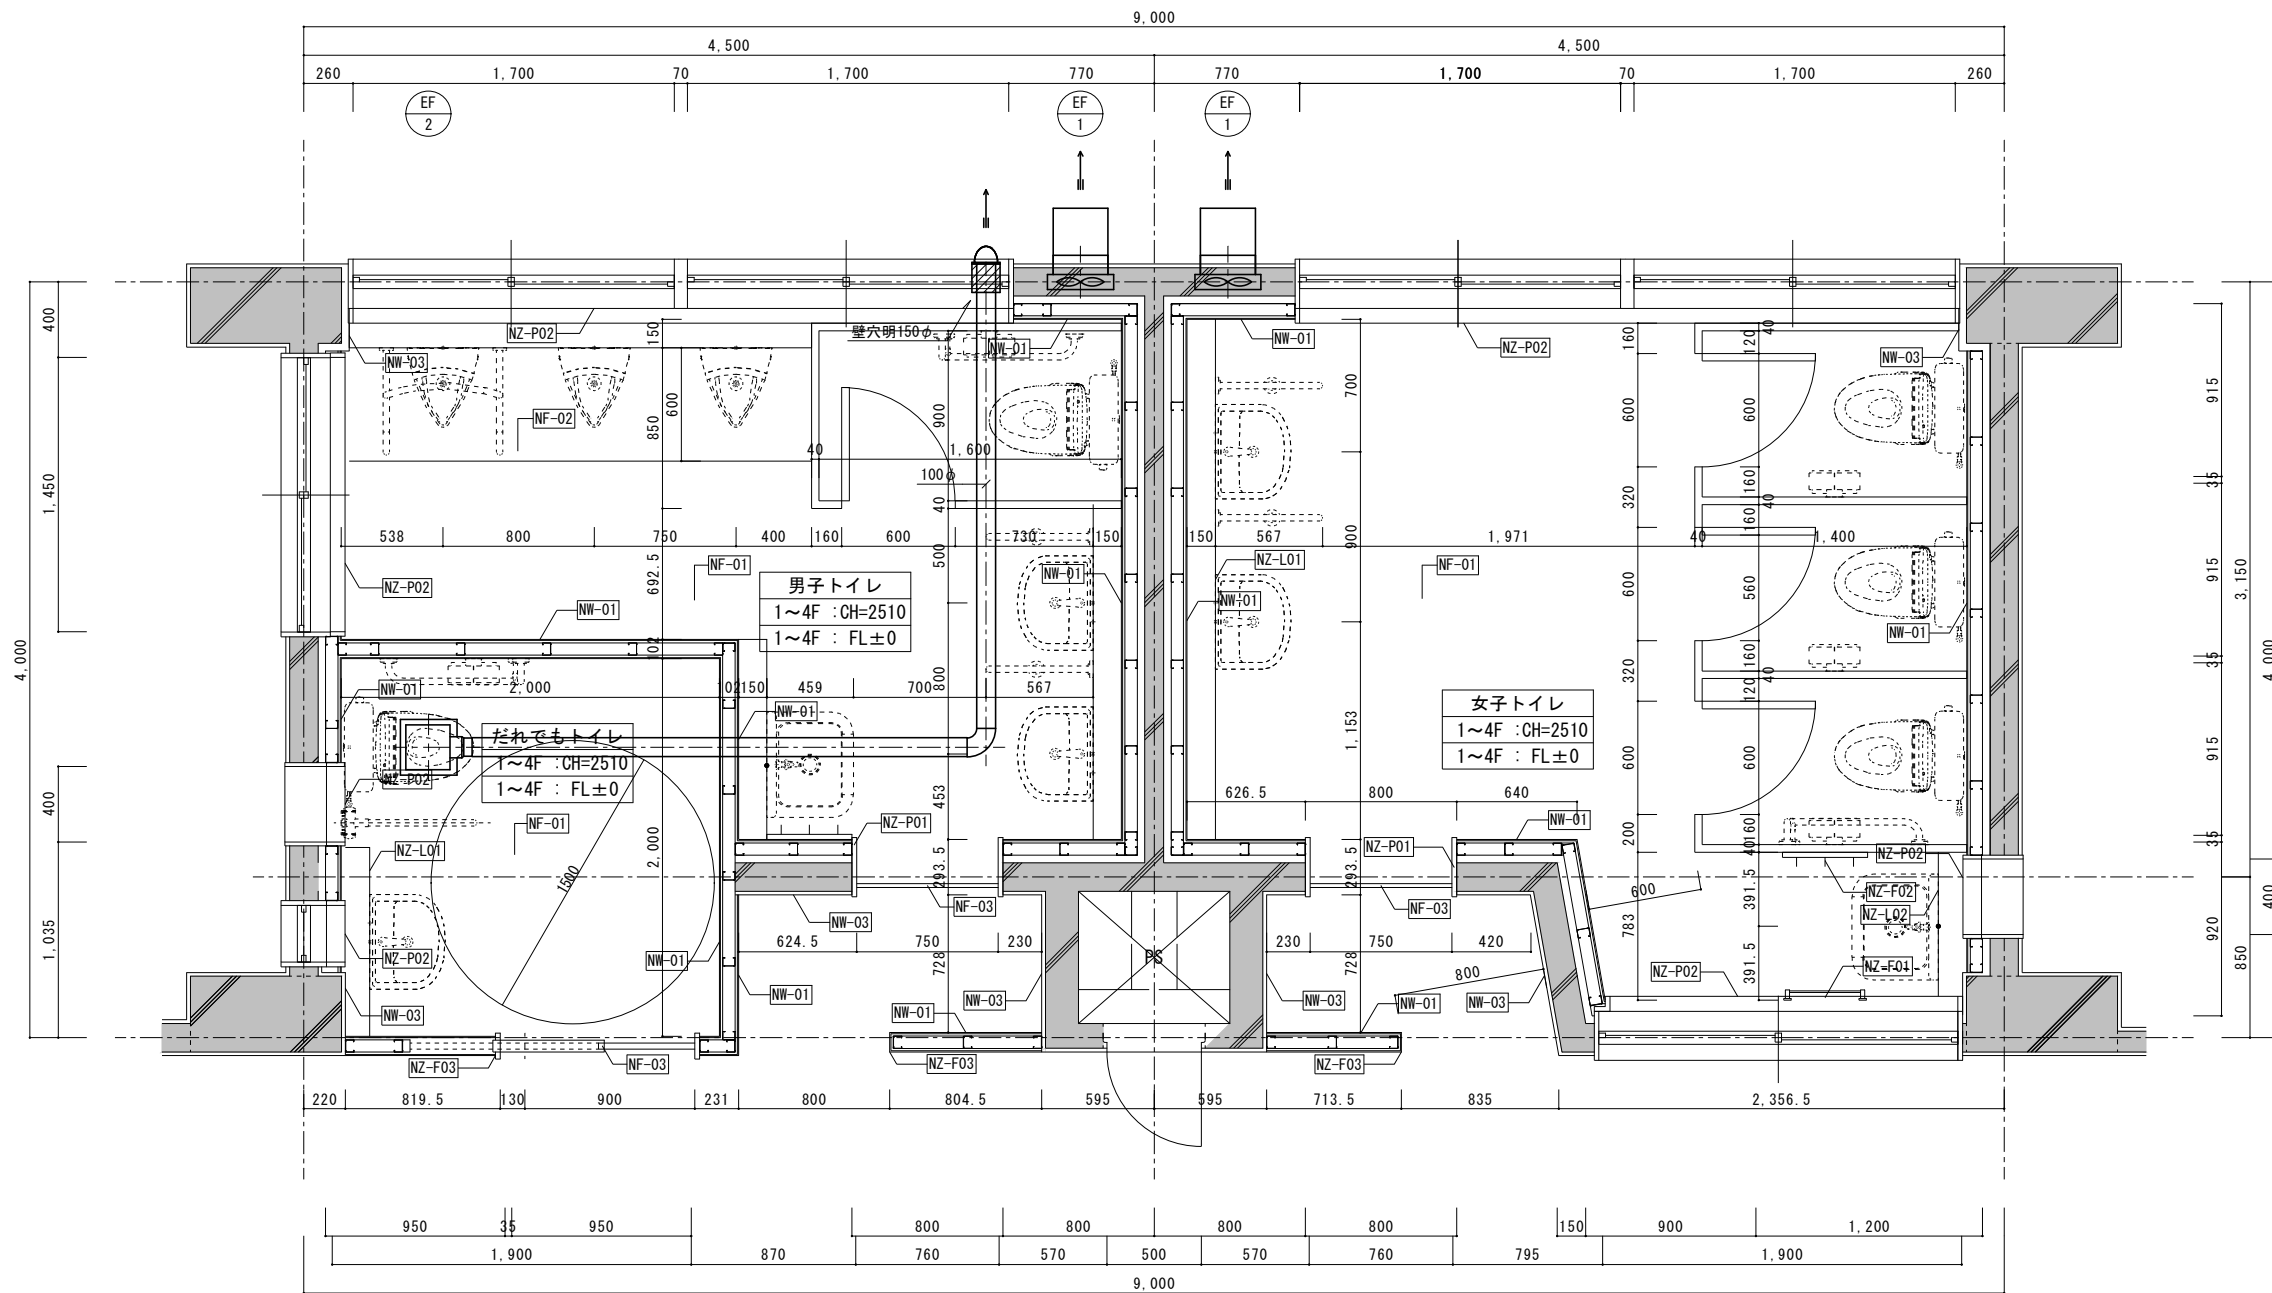 9,000
4,500 4,500
260 1,700 70 1,700 770 770 1,700 70 1,700 260
EF 2
EF 1
EF 1
400
1,450
4,000
400
1,035
NZ-P02
壁穴明150φ
NW-01
NW-01
NZ-P02
NW-03
NW-03
NF-02
150
850
600
900
40
1,600
100φ
40
700
160
120
40
600
600
915
538 800 750 400 160 600 730 150 150 567 1,971 40 1,400
320
160
40
160
35
692.5
500
900
NZ-P02
NF-01
NW-01
NZ-L01
NF-01
NW-01
男子トイレ
1~4F :CH=2510
1~4F : FL±0
NW-01
NW-01
600
560
915
3,150
4,000
102
800
320
160
40
120
35
NW-01
2,000
102 150 459 700 567
NW-01
だれでもトイレ
1~4F :CH=2510
1~4F : FL±0
女子トイレ
1~4F :CH=2510
1~4F : FL±0
1,153
600
600
915
NZ-P02
NF-01
453
626.5 800 640
NZ-P01
NW-01
NZ-L01
2,000
1500
293.5
293.5
NZ-P01
200
160
40
35
NZ-P02
NZ-F02
NZ-L02
NZ-F01
NZ-P02
391.5
391.5
783
600
800
400
920
850
NW-03
NF-03
NF-03
624.5 750 230 230 750 420
728
728
NZ-P02
NW-01
NW-01
PS
NW-03
NW-03
NW-03
NW-01
NW-01
NW-03
NZ-F03
NF-03
NZ-F03
NZ-F03
220 819.5 130 900 231 800 804.5 595 595 713.5 835 2,356.5
950 35 950 800 800 800 800 150 900 1,200
1,900 870 760 570 500 570 760 795 1,900
9,000